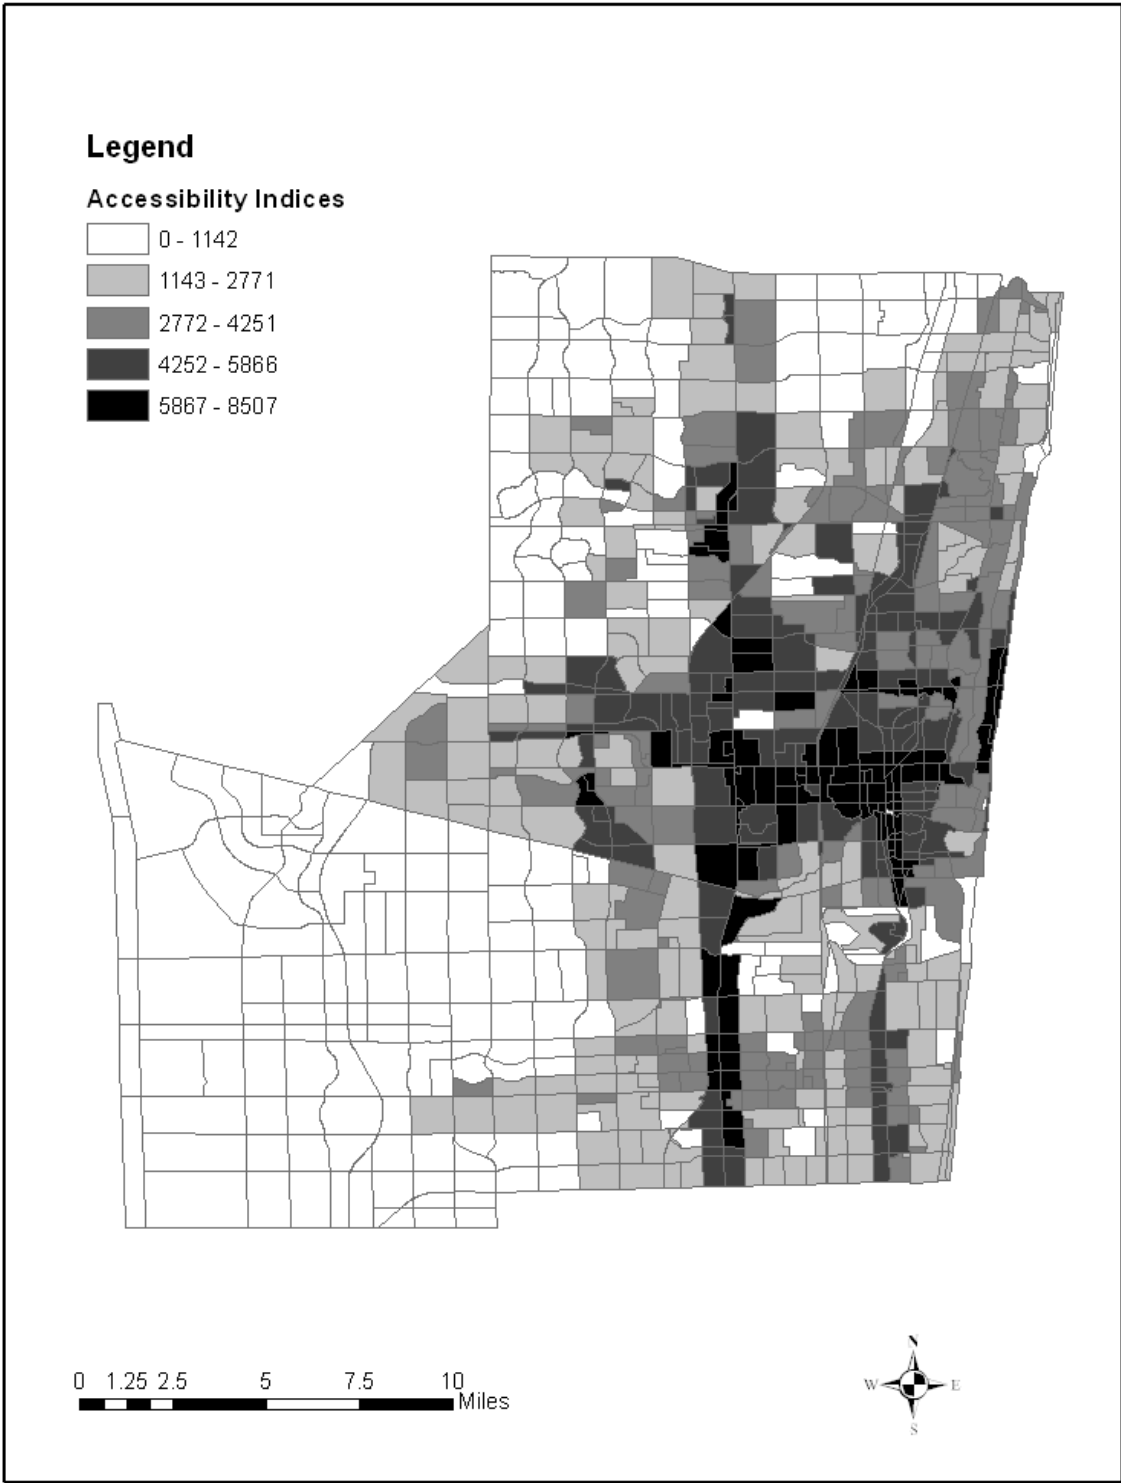 Legend
Accessibility Indices
0 - 1142
1143 - 2771
2772 - 4251
4252 - 5866
5867 - 8507
0 1.25 2.5 5 7.5 10
Miles
N
W E
S